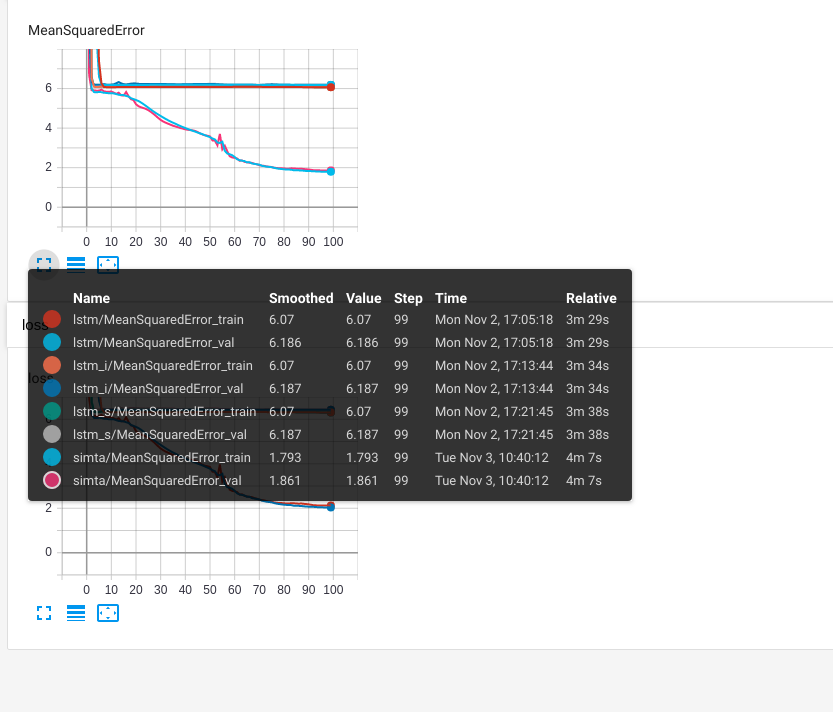 MeanSquaredError
6
4
2
0
0 10 20 30 40 50 60 70 80 90 100
Name Smoothed Value Step Time Relative
lstm/MeanSquaredError_train 6.07 6.07 99 Mon Nov 2, 17:05:18 3m 29s
loss
lstm/MeanSquaredError_val 6.186 6.186 99 Mon Nov 2, 17:05:18 3m 29s
lstm_i/MeanSquaredError_train 6.07 6.07 99 Mon Nov 2, 17:13:44 3m 34s
loss
lstm_i/MeanSquaredError_val 6.187 6.187 99 Mon Nov 2, 17:13:44 3m 34s
lstm_s/MeanSquaredError_train 6.07 6.07 99 Mon Nov 2, 17:21:45 3m 38s
lstm_s/MeanSquaredError_val 6.187 6.187 99 Mon Nov 2, 17:21:45 3m 38s
simta/MeanSquaredError_train 1.793 1.793 99 Tue Nov 3, 10:40:12 4m 7s
simta/MeanSquaredError_val 1.861 1.861 99 Tue Nov 3, 10:40:12 4m 7s
2
0
0 10 20 30 40 50 60 70 80 90 100